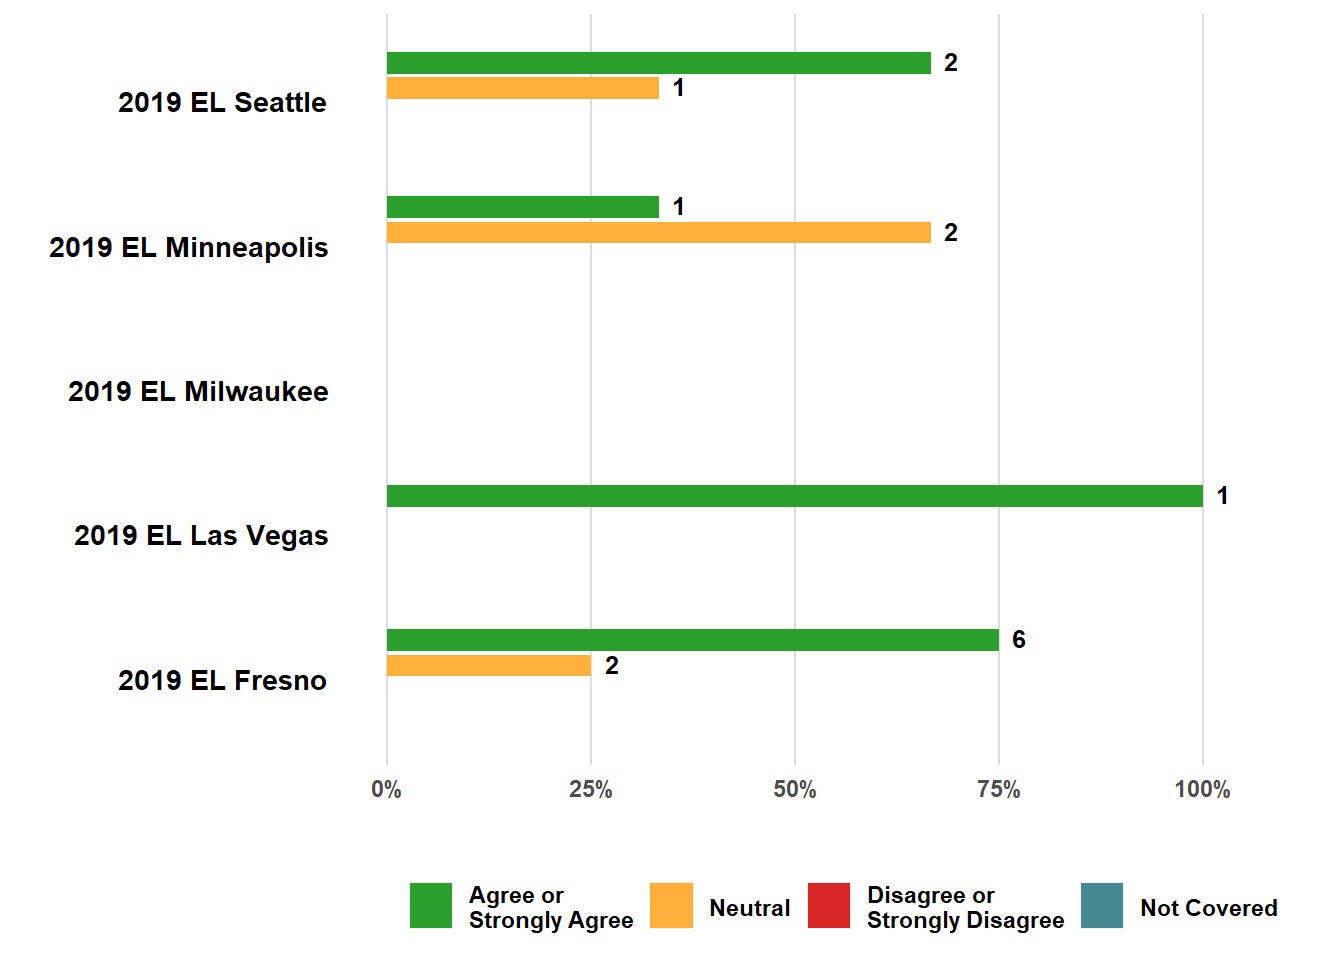 2019 EL Seattle
2
1
2019 EL Minneapolis
1
2
2019 EL Milwaukee
2019 EL Las Vegas
1
2019 EL Fresno
6
2
0% 25% 50% 75% 100%
Agree or
Strongly Agree
Neutral
Disagree or
Strongly Disagree
Not Covered